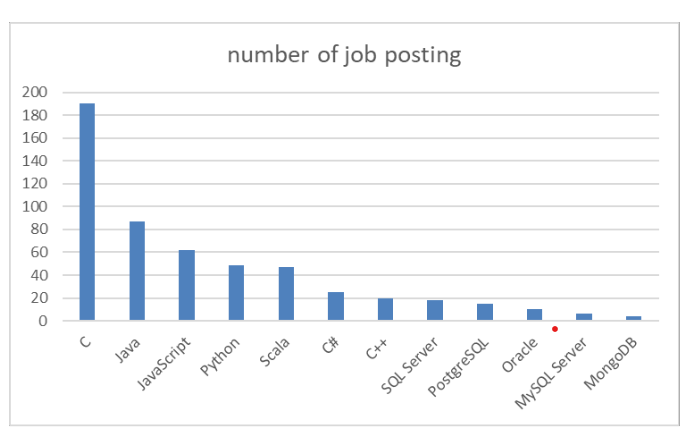 number of job posting
200
180
160
140
120
100
80
60
40
20
0
C
Java
JavaScript
Python
Scala
C#
C++
SQL Server
PostgreSQL
Oracle
MySQL Server
MongoDB